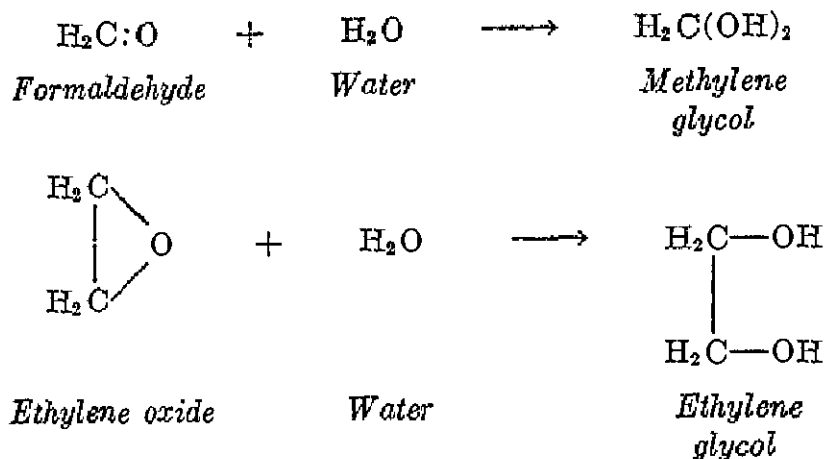 H₂C:O + H₂O ⟶ H₂C(OH)₂
Formaldehyde Water Methylene
glycol
H₂C
O + H₂O ⟶ H₂C—OH
H₂C H₂C—OH
Ethylene oxide Water Ethylene
glycol